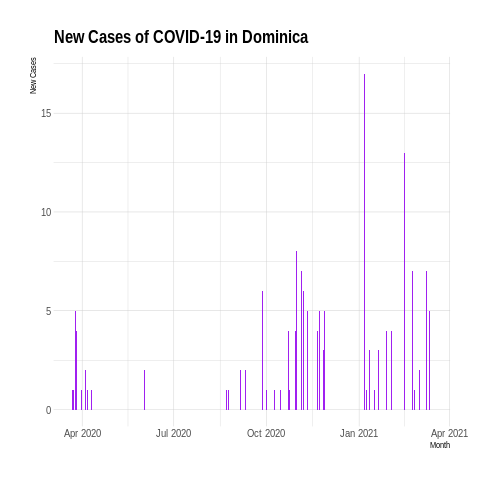 New Cases of COVID-19 in Dominica
New Cases
15
10
5
0
Apr 2020 Jul 2020 Oct 2020 Jan 2021 Apr 2021
Month